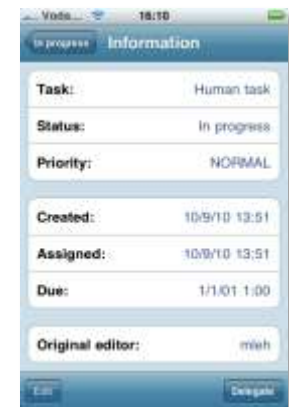 Voda... 16:10
In progress Information
Task: Human task
Status: In progress
Priority: NORMAL
Created: 10/9/10 13:51
Assigned: 10/9/10 13:51
Due: 1/1/01 1:00
Original editor: mleh
Edit Delegate